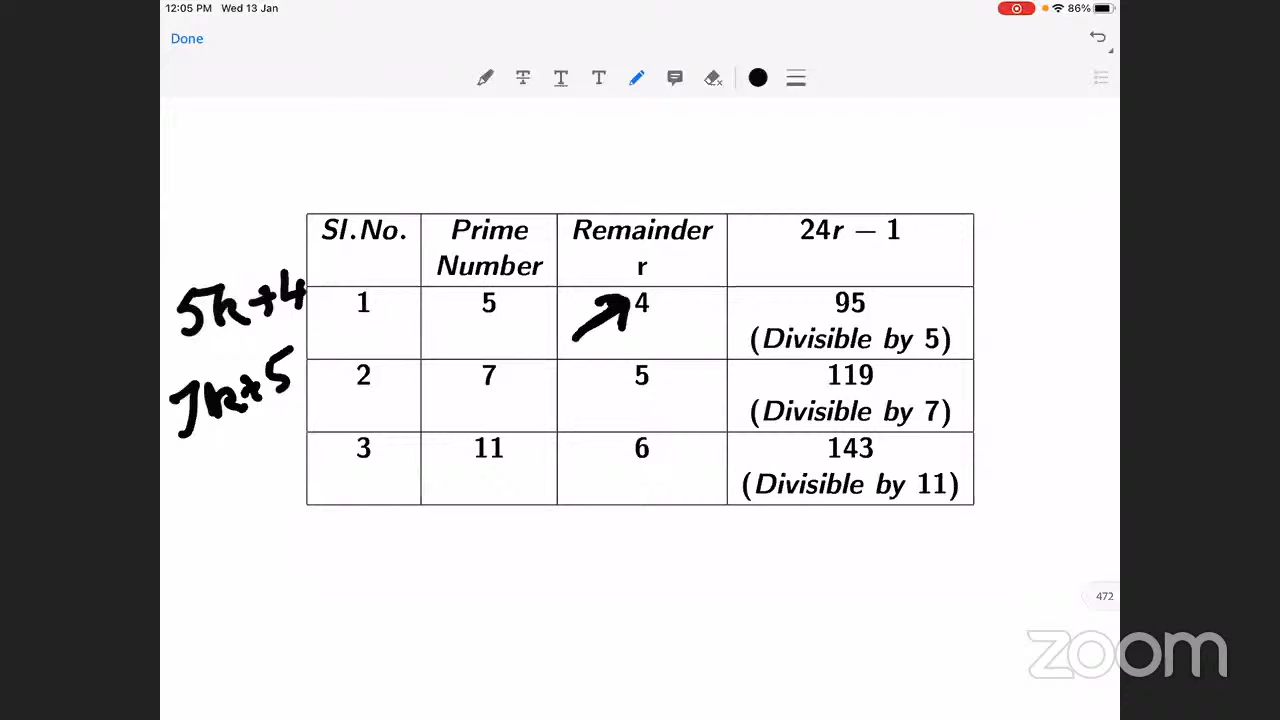 12:05 PM Wed 13 Jan
86%
Done
Sl.No. Prime Number Remainder r 24r − 1
5k+4
1 5 4 95 (Divisible by 5)
7k+5
2 7 5 119 (Divisible by 7)
3 11 6 143 (Divisible by 11)
472
zoom